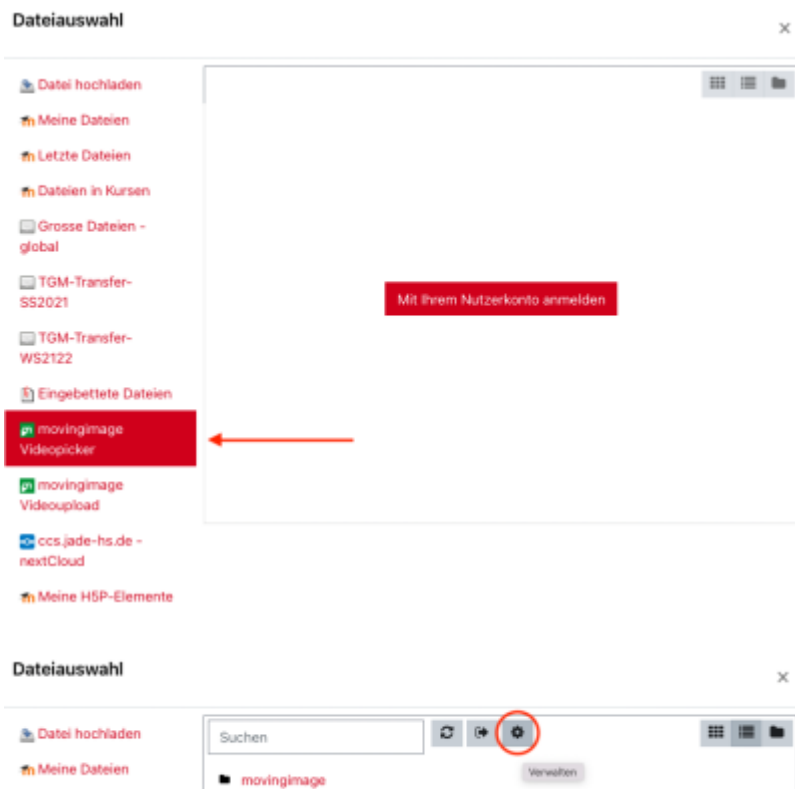 Dateiauswahl
×
Datei hochladen
Meine Dateien
Letzte Dateien
Dateien in Kursen
Grosse Dateien -
global
TGM-Transfer-
SS2021
TGM-Transfer-
WS2122
Eingebettete Dateien
movingimage
Videopicker
movingimage
Videoupload
ccs.jade-hs.de -
nextCloud
Meine H5P-Elemente
Mit Ihrem Nutzerkonto anmelden
Dateiauswahl
×
Datei hochladen
Meine Dateien
Suchen
Verwalten
movingimage